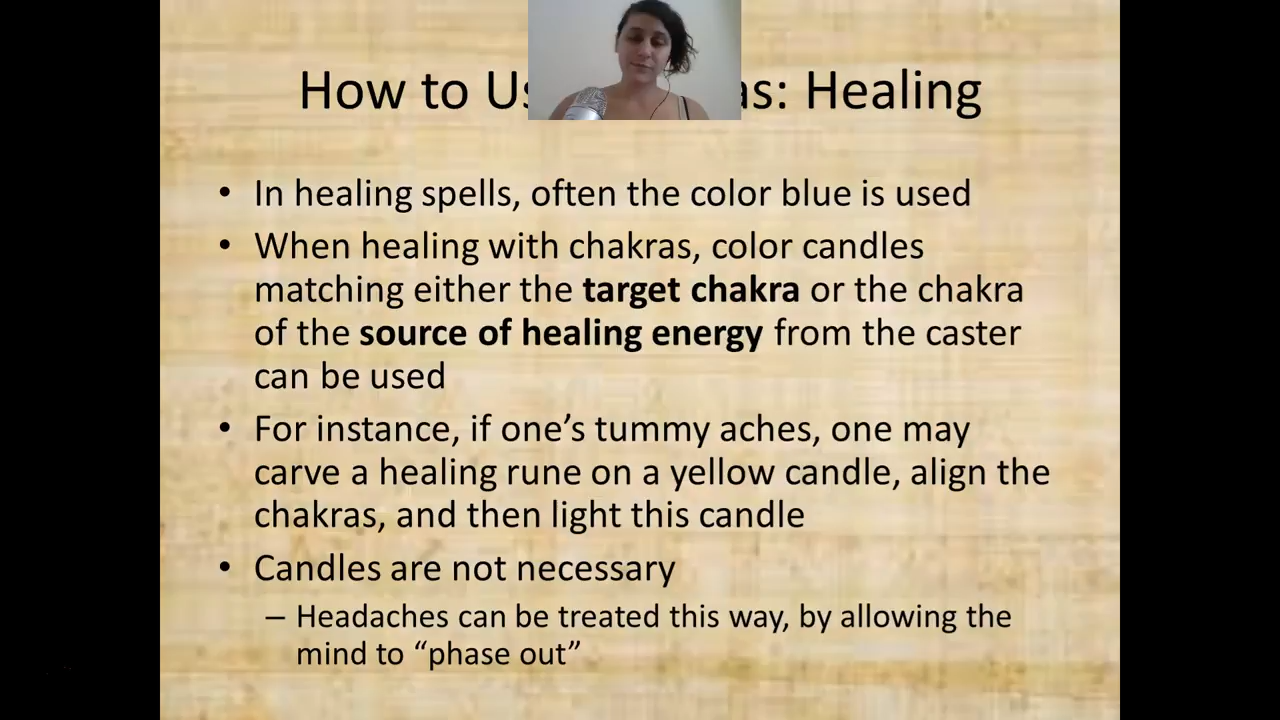 How to Us as: Healing
• In healing spells, often the color blue is used
• When healing with chakras, color candles
matching either the target chakra or the chakra
of the source of healing energy from the caster
can be used
• For instance, if one’s tummy aches, one may
carve a healing rune on a yellow candle, align the
chakras, and then light this candle
• Candles are not necessary
– Headaches can be treated this way, by allowing the
mind to “phase out”